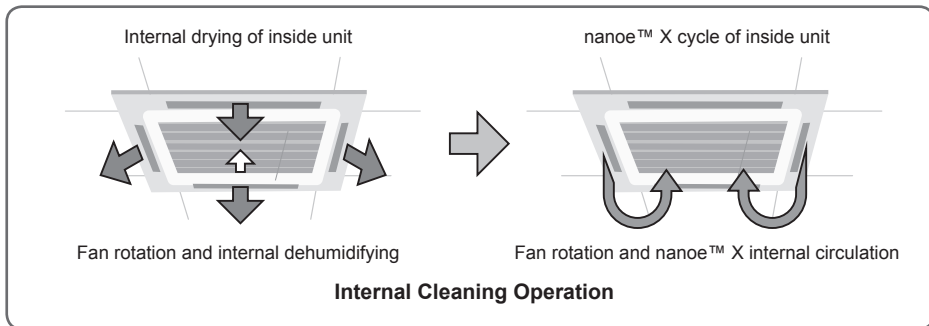 Internal drying of inside unit
nanoe™ X cycle of inside unit
Fan rotation and internal dehumidifying
Fan rotation and nanoe™ X internal circulation
Internal Cleaning Operation